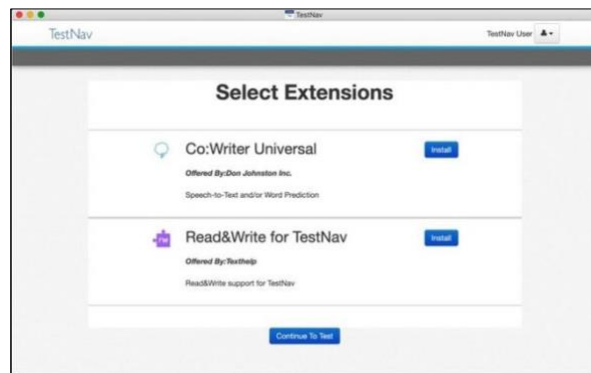 TestNav
TestNav
TestNav User
Select Extensions
Co:Writer Universal
Install
Offered By:Don Johnston Inc.
Speech-to-Text and/or Word Prediction
rw
Read&Write for TestNav
Install
Offered By:Texthelp
Read&Write support for TestNav
Continue To Test